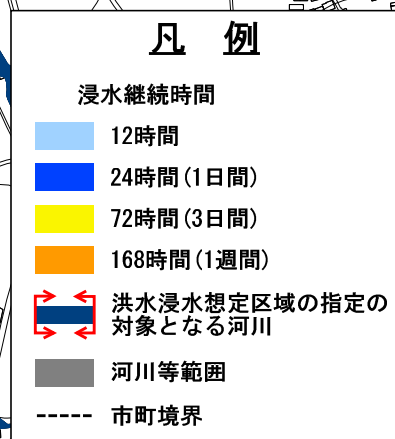 凡 例
浸水継続時間
12時間
24時間(1日間)
72時間(3日間)
168時間(1週間)
洪水浸水想定区域の指定の
対象となる河川
河川等範囲
市町境界